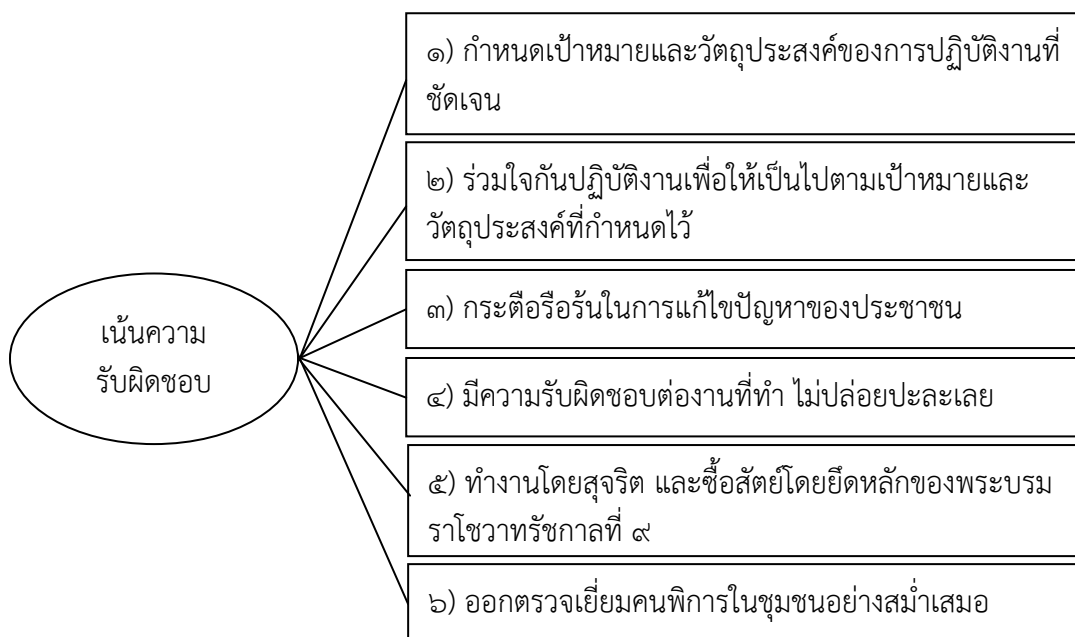 เน้นความ
รับผิดชอบ
๑) กำหนดเป้าหมายและวัตถุประสงค์ของการปฏิบัติงานที่
ชัดเจน
๒) ร่วมใจกันปฏิบัติงานเพื่อให้เป็นไปตามเป้าหมายและ
วัตถุประสงค์ที่กำหนดไว้
๓) กระตือรือร้นในการแก้ไขปัญหาของประชาชน
๔) มีความรับผิดชอบต่องานที่ทำ ไม่ปล่อยปะละเลย
๕) ทำงานโดยสุจริต และซื้อสัตย์โดยยึดหลักของพระบรม
ราโชวาทรัชกาลที่ ๙
๖) ออกตรวจเยี่ยมคนพิการในชุมชนอย่างสม่ำเสมอ